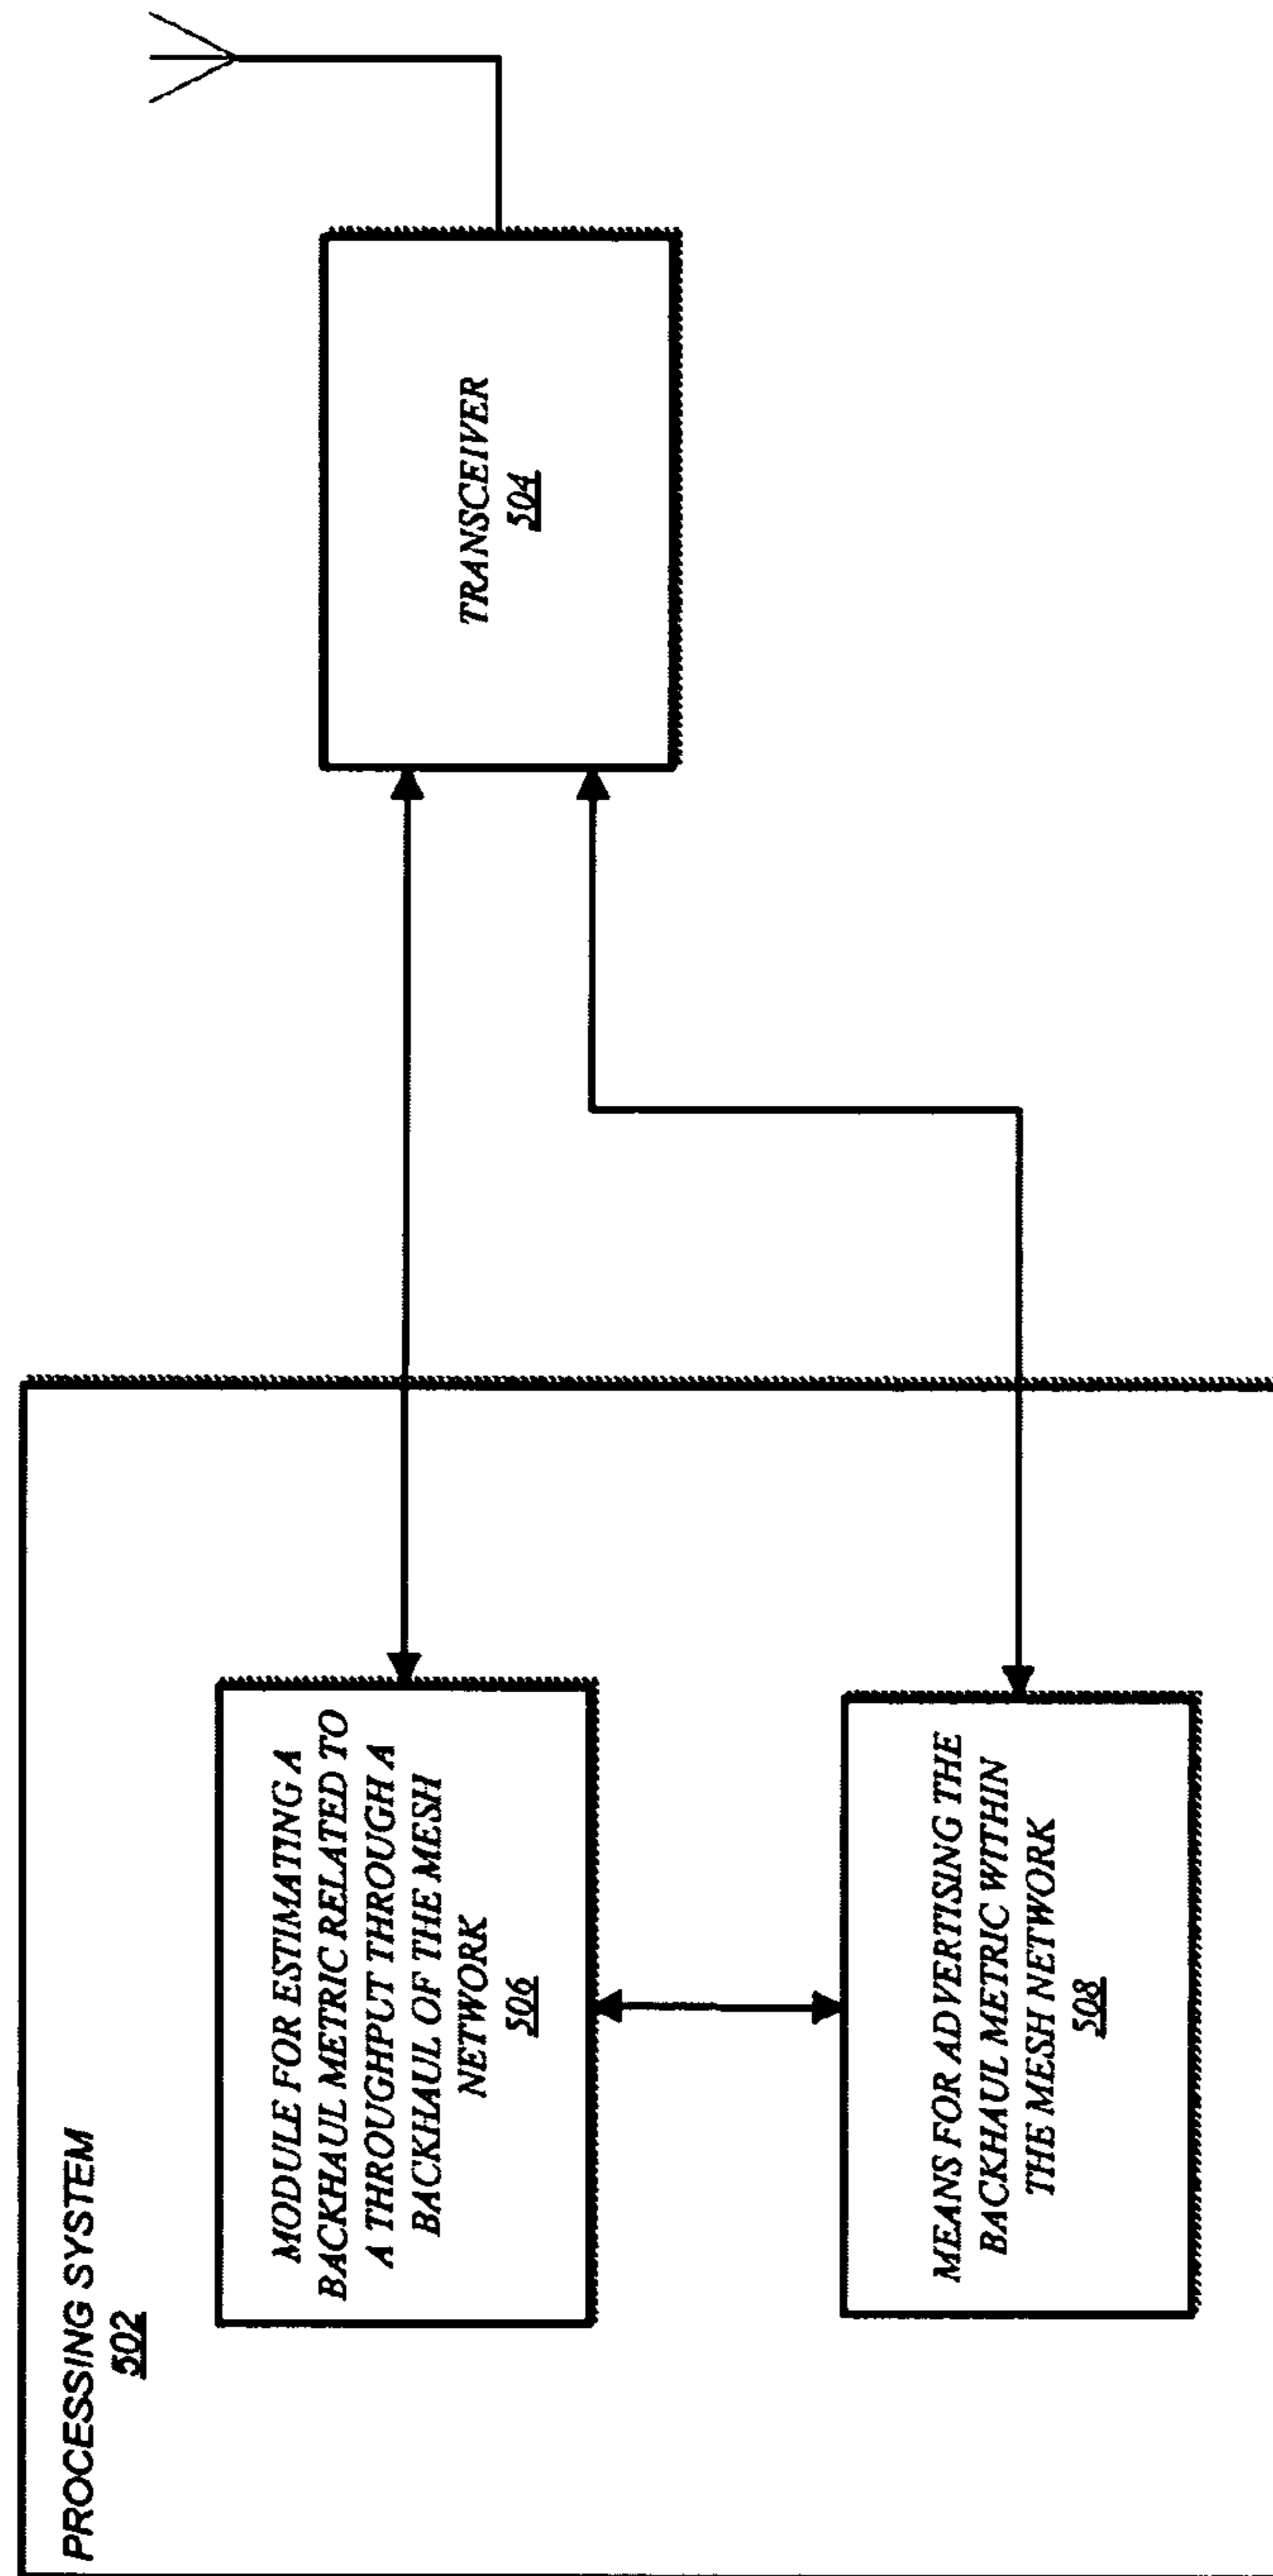 PROCESSING SYSTEM
502
MODULE FOR ESTIMATING A
BACKHAUL METRIC RELATED TO
A THROUGHPUT THROUGH A
BACKHAUL OF THE MESH
NETWORK
506
MEANS FOR ADVERTISING THE
BACKHAUL METRIC WITHIN
THE MESH NETWORK
508
TRANSCEIVER
504